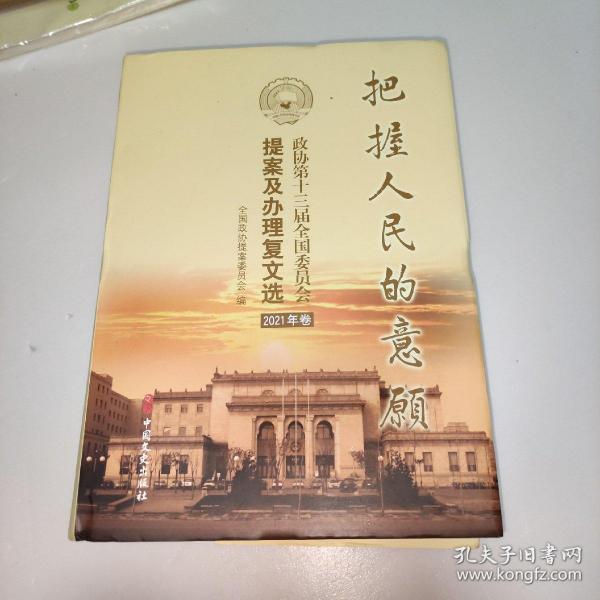 把握人民的意愿
政协第十三届全国委员会
提案及办理复文选
2021年卷
全国政协提案委员会 编
中国文史出版社
孔夫子旧书网
www.kongfz.com